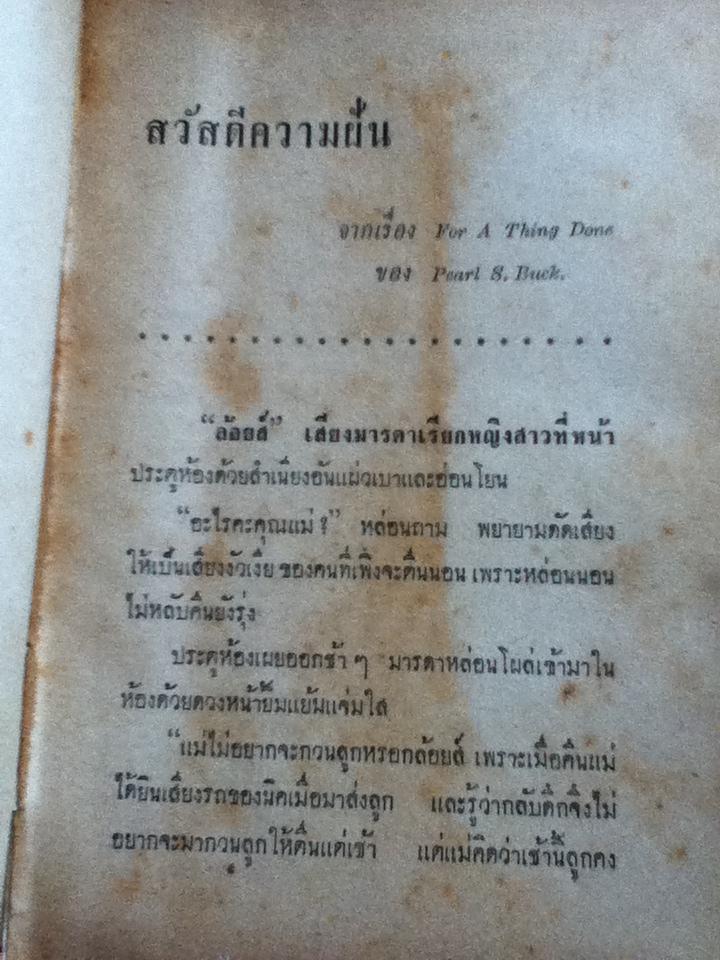 สวัสดีความฝัน
จากเรื่อง For A Thing Done
ของ Pearl S. Buck.
“ล้อยส์” เสียงมารดาเรียกหญิงสาวที่หน้า
ประตูห้องด้วยสำเนียงอันแผ่วเบาและอ่อนโยน
“อะไรคะคุณแม่?” หล่อนถาม พยายามดัดเสียง
ให้เป็นเสียงงัวเงีย ของคนที่เพิ่งจะตื่นนอน เพราะหล่อนนอน
ไม่หลับคืนยังรุ่ง
ประตูห้องเผยออกช้า ๆ มารดาหล่อนโผล่เข้ามาใน
ห้องด้วยดวงหน้ายิ้มแย้มแจ่มใส
“แม่ไม่อยากจะกวนลูกหรอกล้อยส์ เพราะเมื่อคืนแม่
ได้ยินเสียงรถของนิคเมื่อมาส่งลูก และรู้ว่ากลับดึกจึงไม่
อยากจะมากวนลูกให้ตื่นแต่เช้า แต่แม่คิดว่าเช้านี้ลูกคง